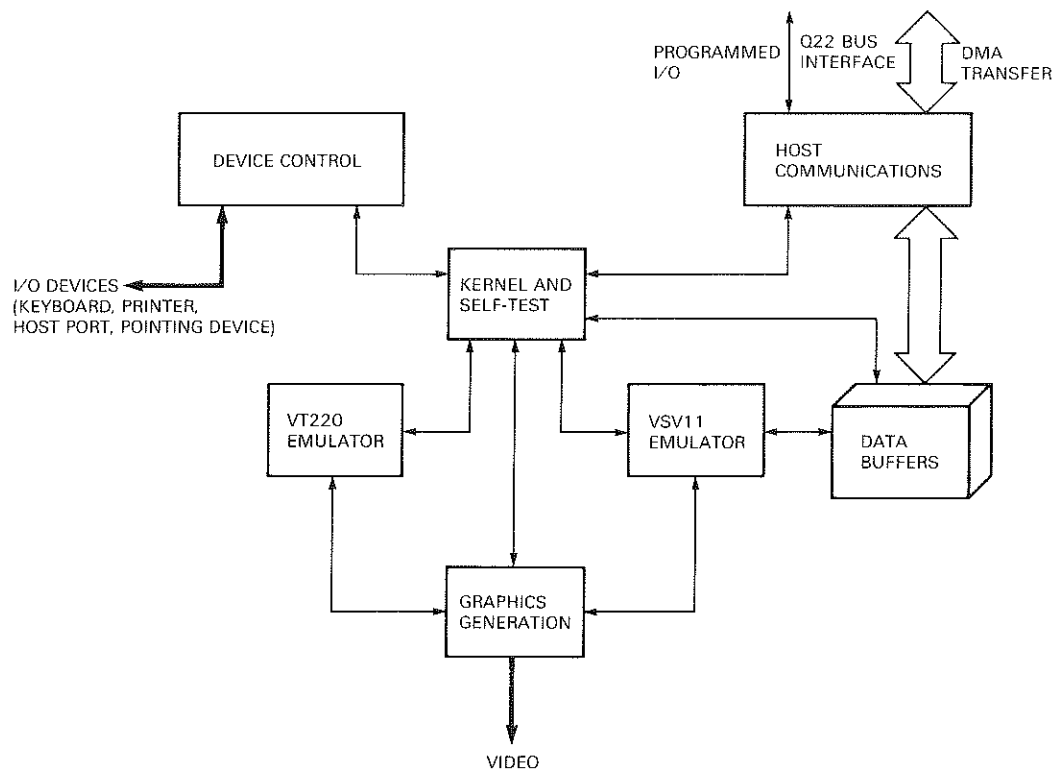 PROGRAMMED
I/O
Q22 BUS
INTERFACE
DMA
TRANSFER
DEVICE CONTROL
HOST
COMMUNICATIONS
I/O DEVICES
(KEYBOARD, PRINTER,
HOST PORT, POINTING DEVICE)
KERNEL AND
SELF-TEST
VT220
EMULATOR
VSV11
EMULATOR
DATA
BUFFERS
GRAPHICS
GENERATION
VIDEO